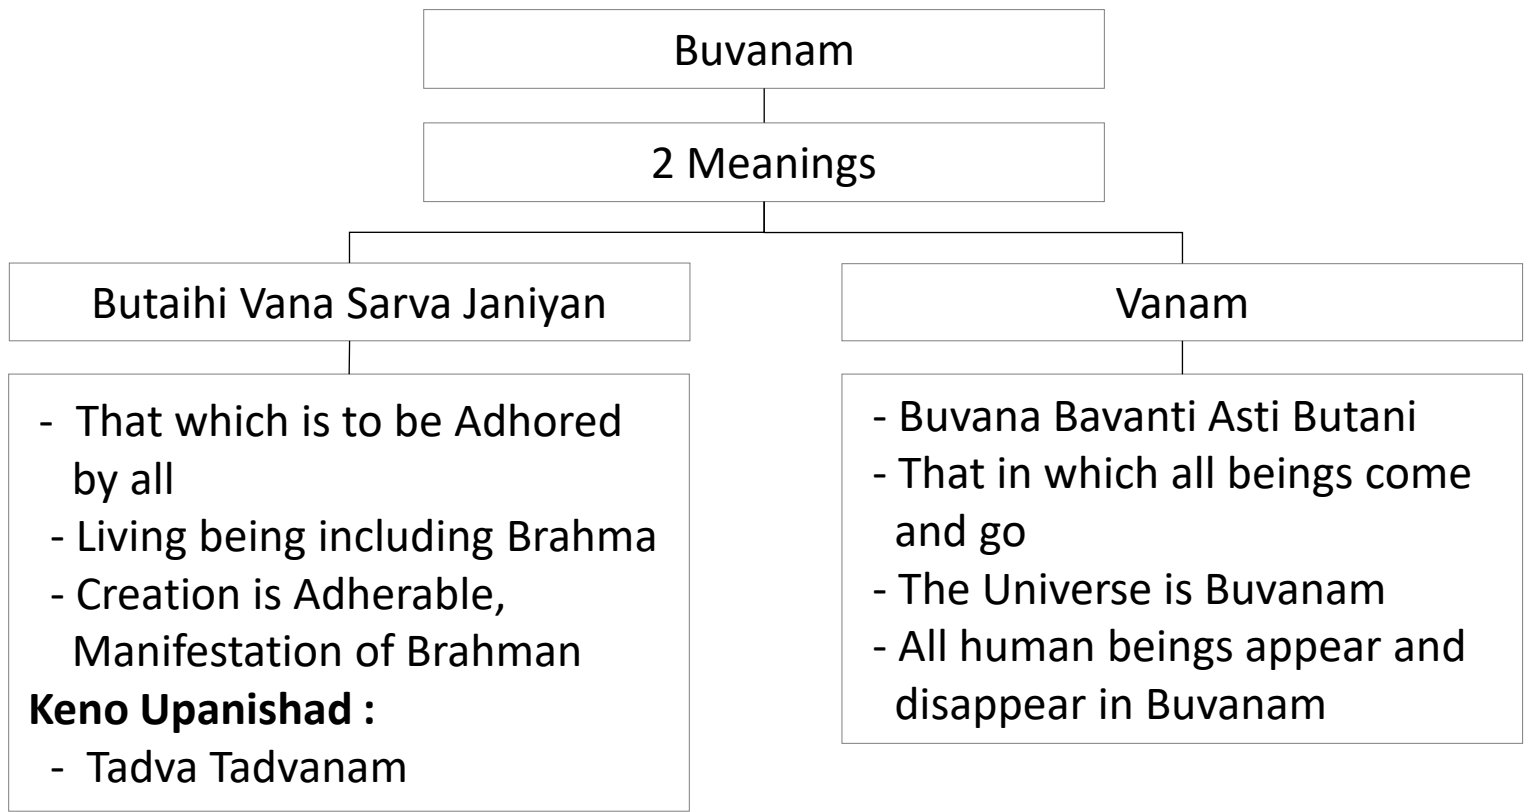 Buvanam
2 Meanings
Butaihi Vana Sarva Janiyan
- That which is to be Adhored
by all
- Living being including Brahma
- Creation is Adherable,
Manifestation of Brahman
Keno Upanishad :
- Tadva Tadvanam
Vanam
- Buvana Bavanti Asti Butani
- That in which all beings come
and go
- The Universe is Buvanam
- All human beings appear and
disappear in Buvanam